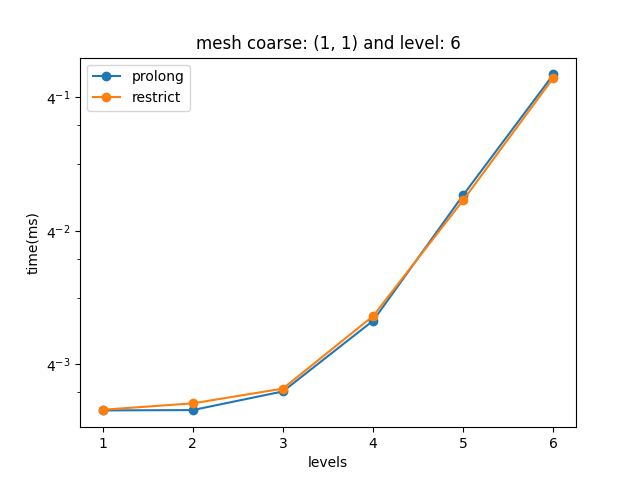 mesh coarse: (1, 1) and level: 6
prolong
restrict
4⁻¹
4⁻²
4⁻³
time(ms)
1 2 3 4 5 6
levels